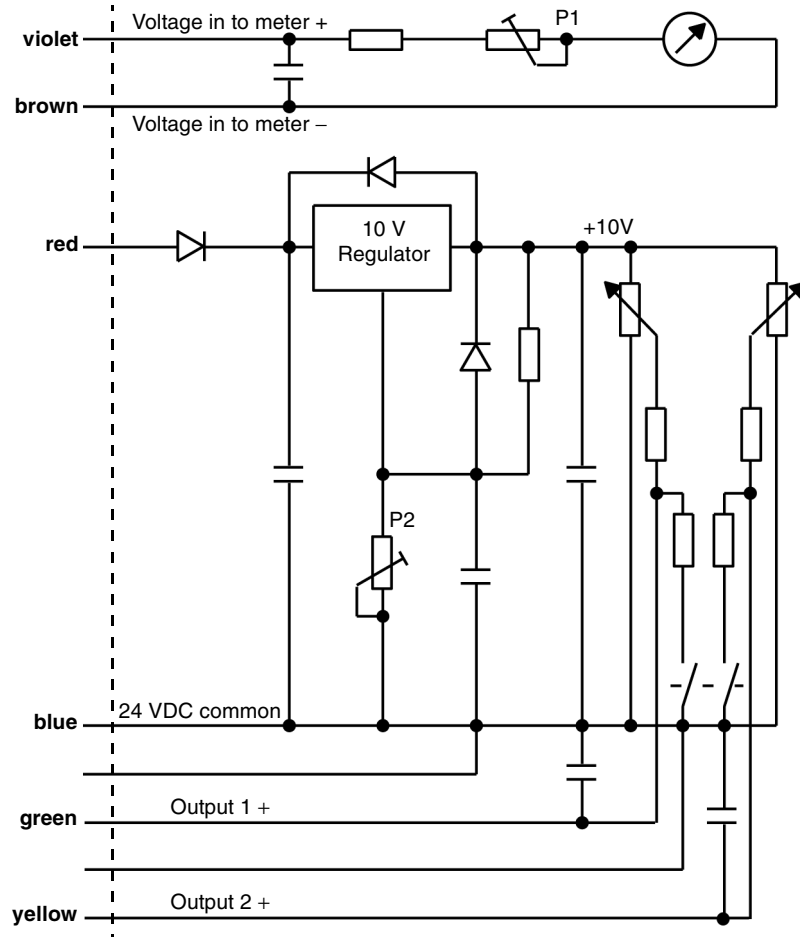 P1
violet
Voltage in to meter +
brown
Voltage in to meter –
red
10 V
Regulator
+10V
P2
blue
24 VDC common
green
Output 1 +
yellow
Output 2 +